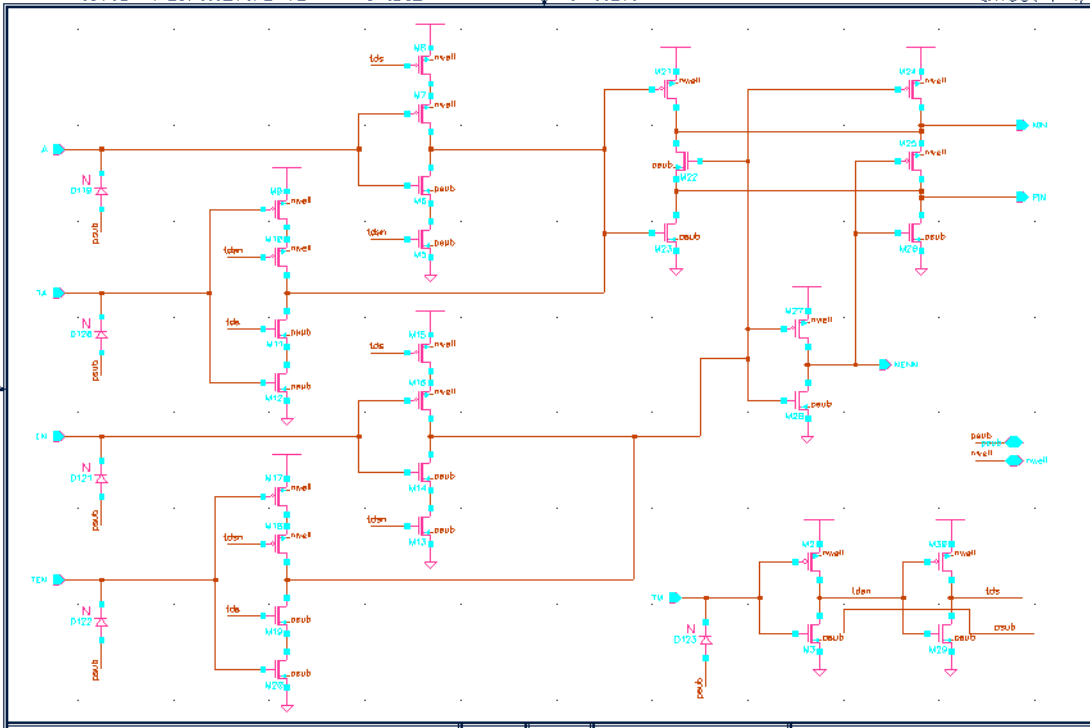 M8
tds
nwell
M7
nwell
A
N
D119
psub
psub
tdsn
psub
M5
M9
nwell
tdsn
nwell
TA
N
D120
psub
tds
psub
M11
psub
M12
M21
nwell
psub
M22
psub
M23
M24
nwell
NIN
M25
nwell
PIN
psub
M27
nwell
NENN
M28
psub
M15
tds
nwell
M16
nwell
EN
N
D121
psub
psub
M14
tdsn
psub
M13
M17
nwell
M18
tdsn
nwell
TEN
N
D122
psub
tds
psub
M19
psub
M20
psub
psub
nwell
nwell
TM
N
D123
psub
M2
nwell
tdsn
psub
M3
M30
nwell
tds
psub
M29